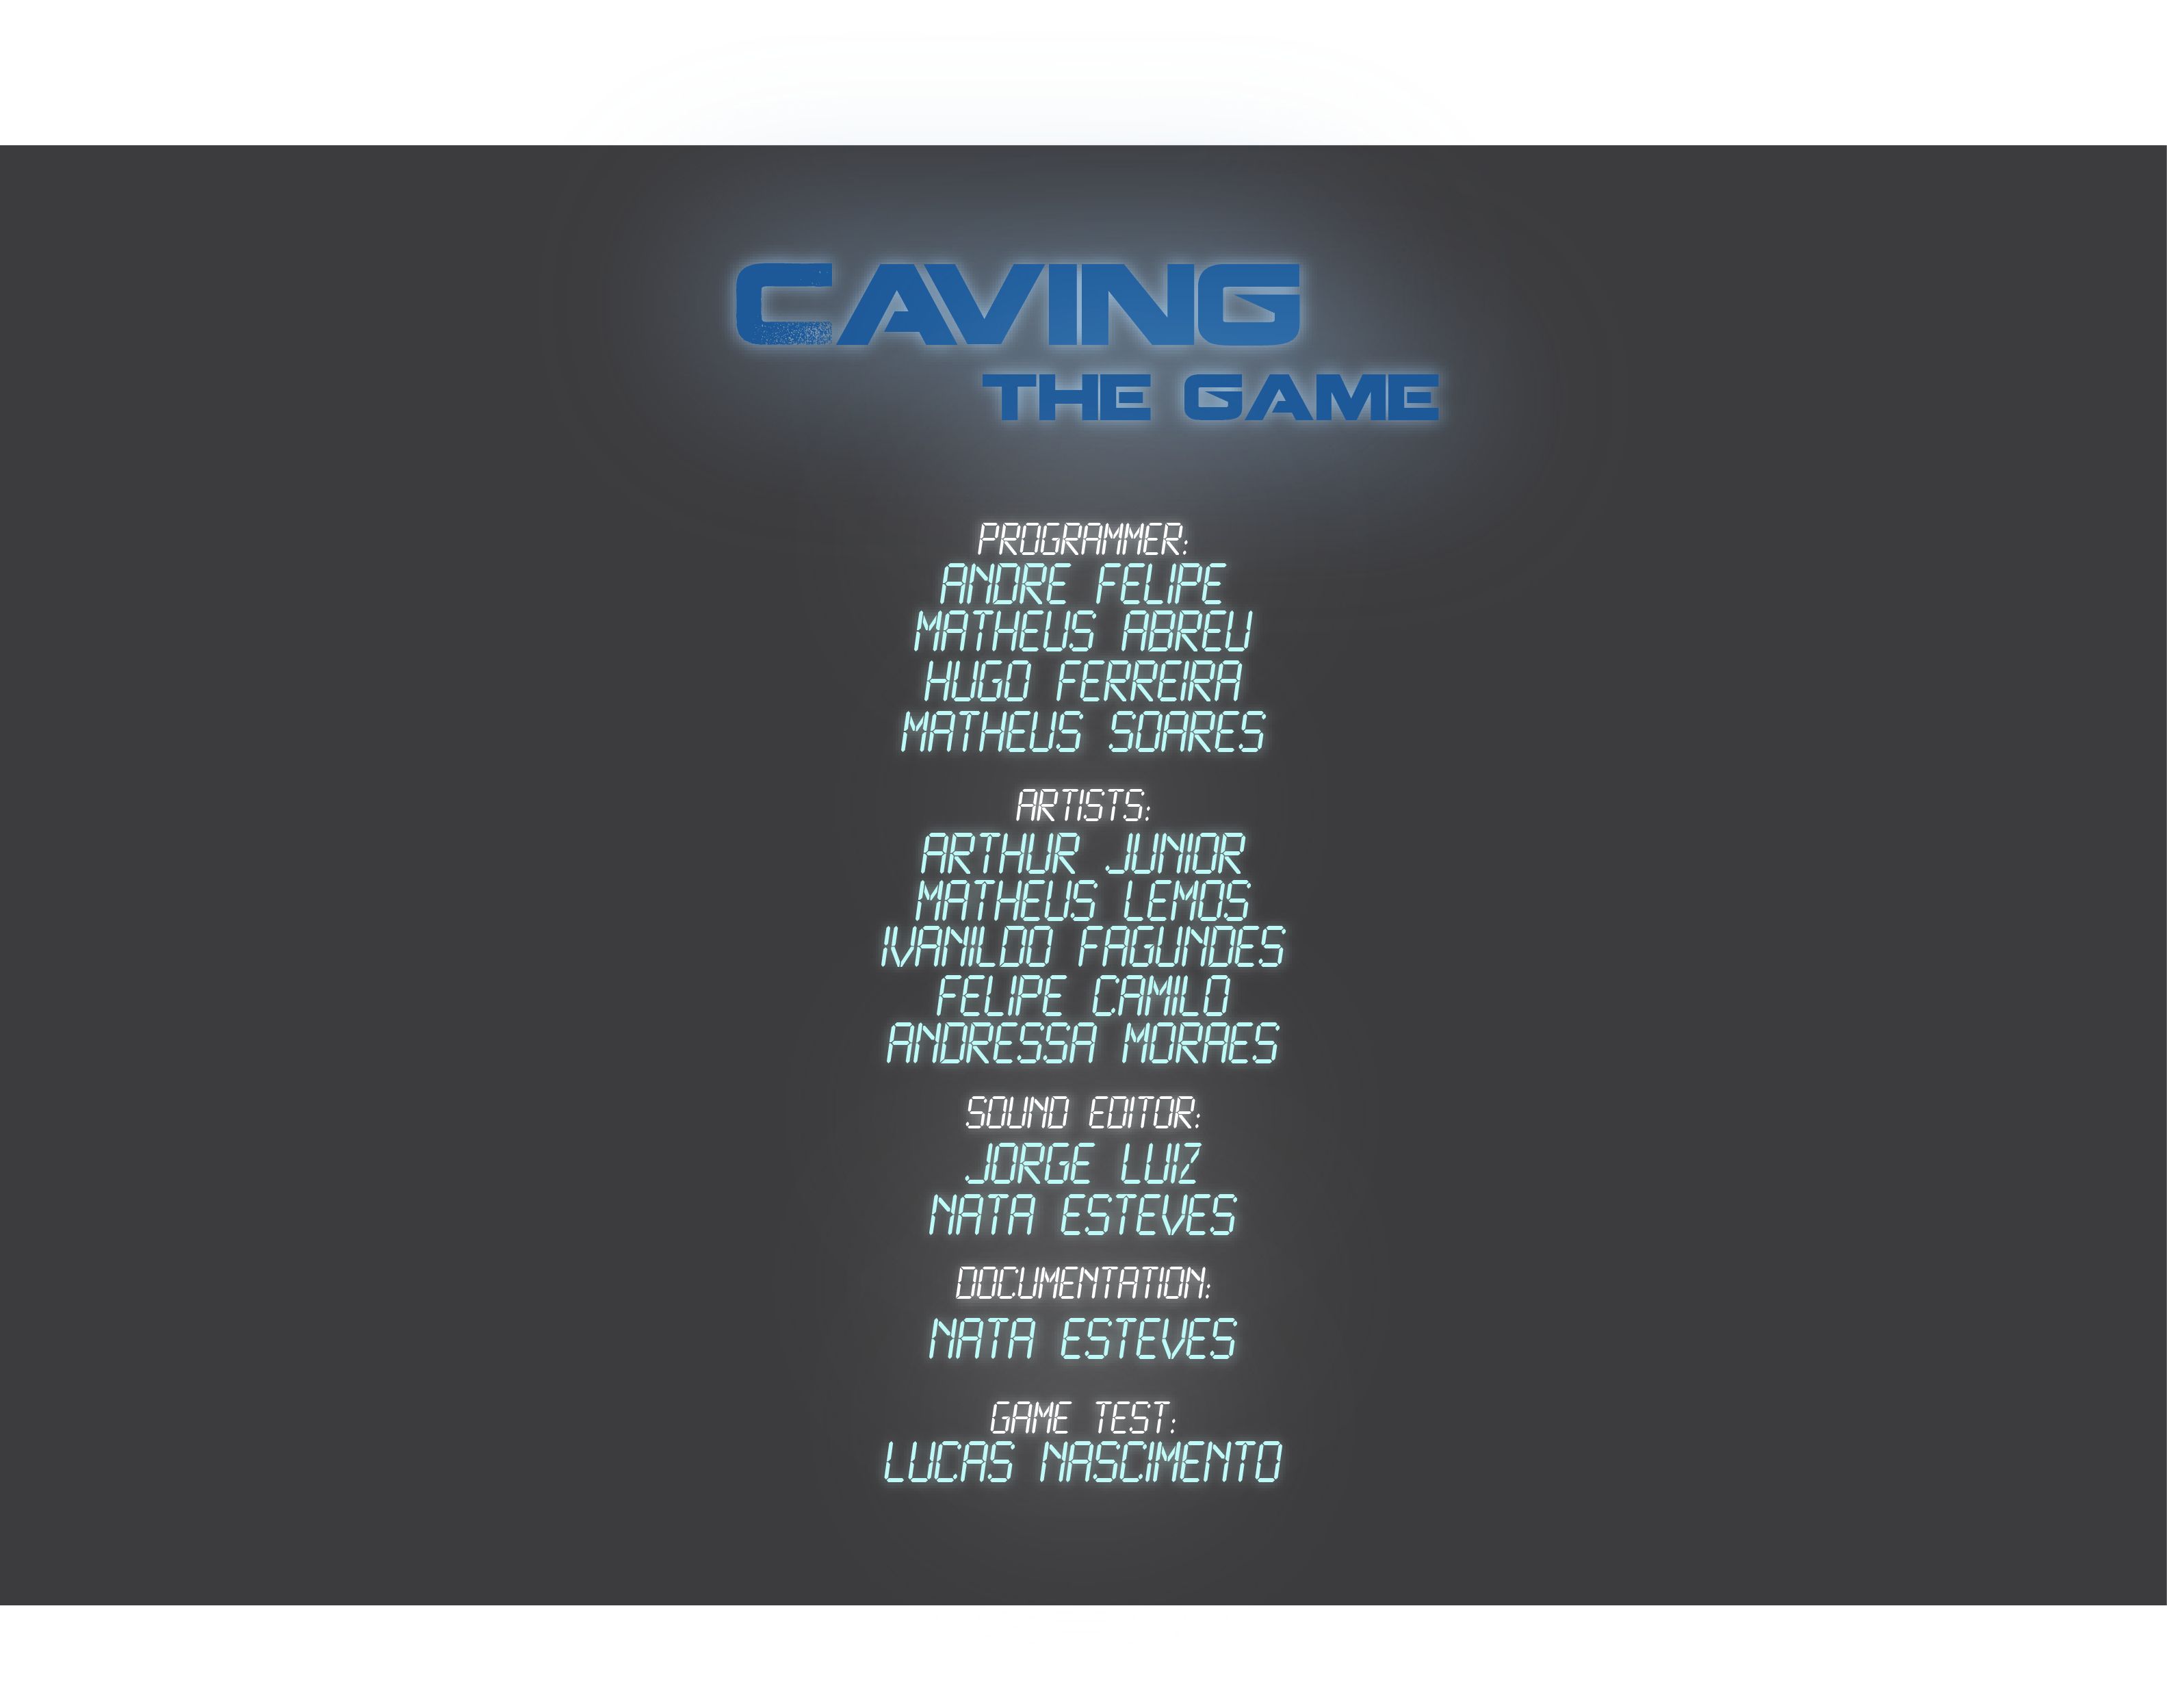 CAVING
THE GAME
PROGRAMMER:
ANDRE FELIPE
MATHEUS ABREU
HUGO FERREIRA
MATHEUS SOARES
ARTISTS:
ARTHUR JUNIOR
MATHEUS LEMOS
IVANILDO FAGUNDES
FELIPE CAMILO
ANDRESSA MORAES
SOUND EDITOR:
JORGE LUIZ
NATA ESTEVES
DOCUMENTATION:
NATA ESTEVES
GAME TEST:
LUCAS NASCIMENTO